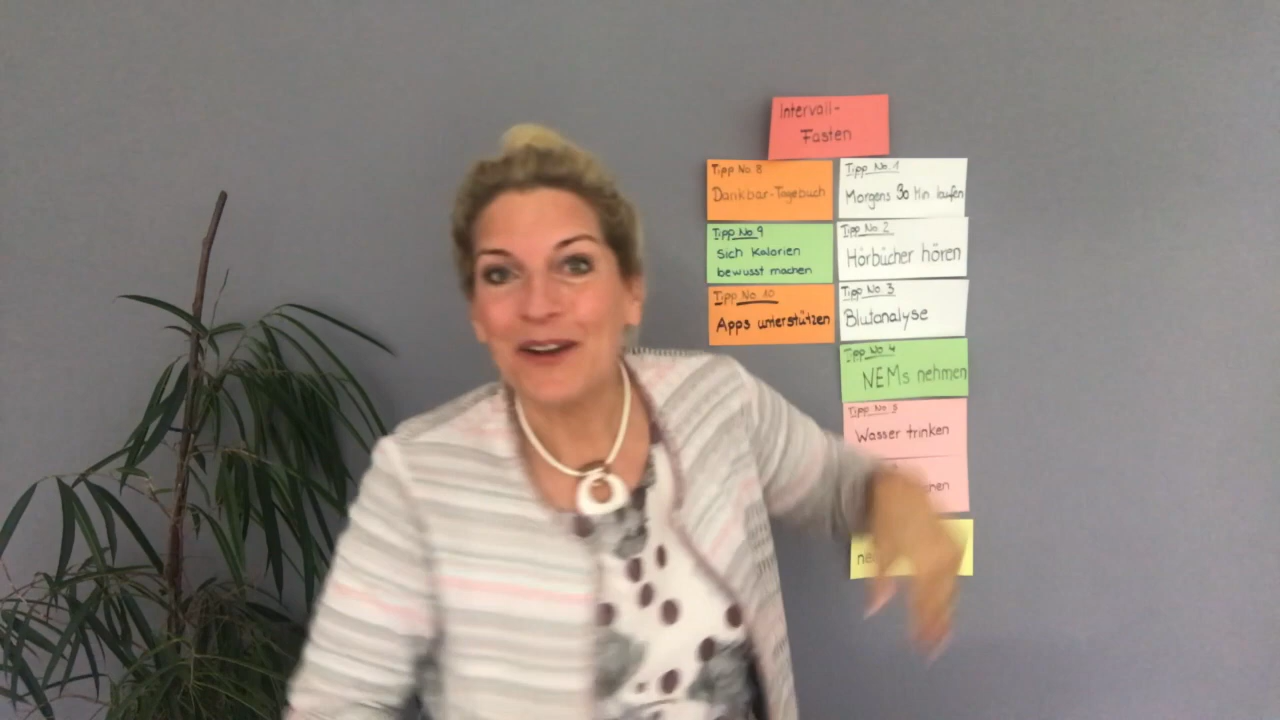 Intervall-
Fasten
Tipp No 8
Dankbar-Tagebuch
Tipp No 9
Sich Kalorien
bewusst machen
Tipp No 10
Apps unterstützen
Tipp No 1
Morgens 30 Min laufen
Tipp No 2
Hörbücher hören
Tipp No 3
Blutanalyse
Tipp No 4
NEMs nehmen
Tipp No 5
Wasser trinken